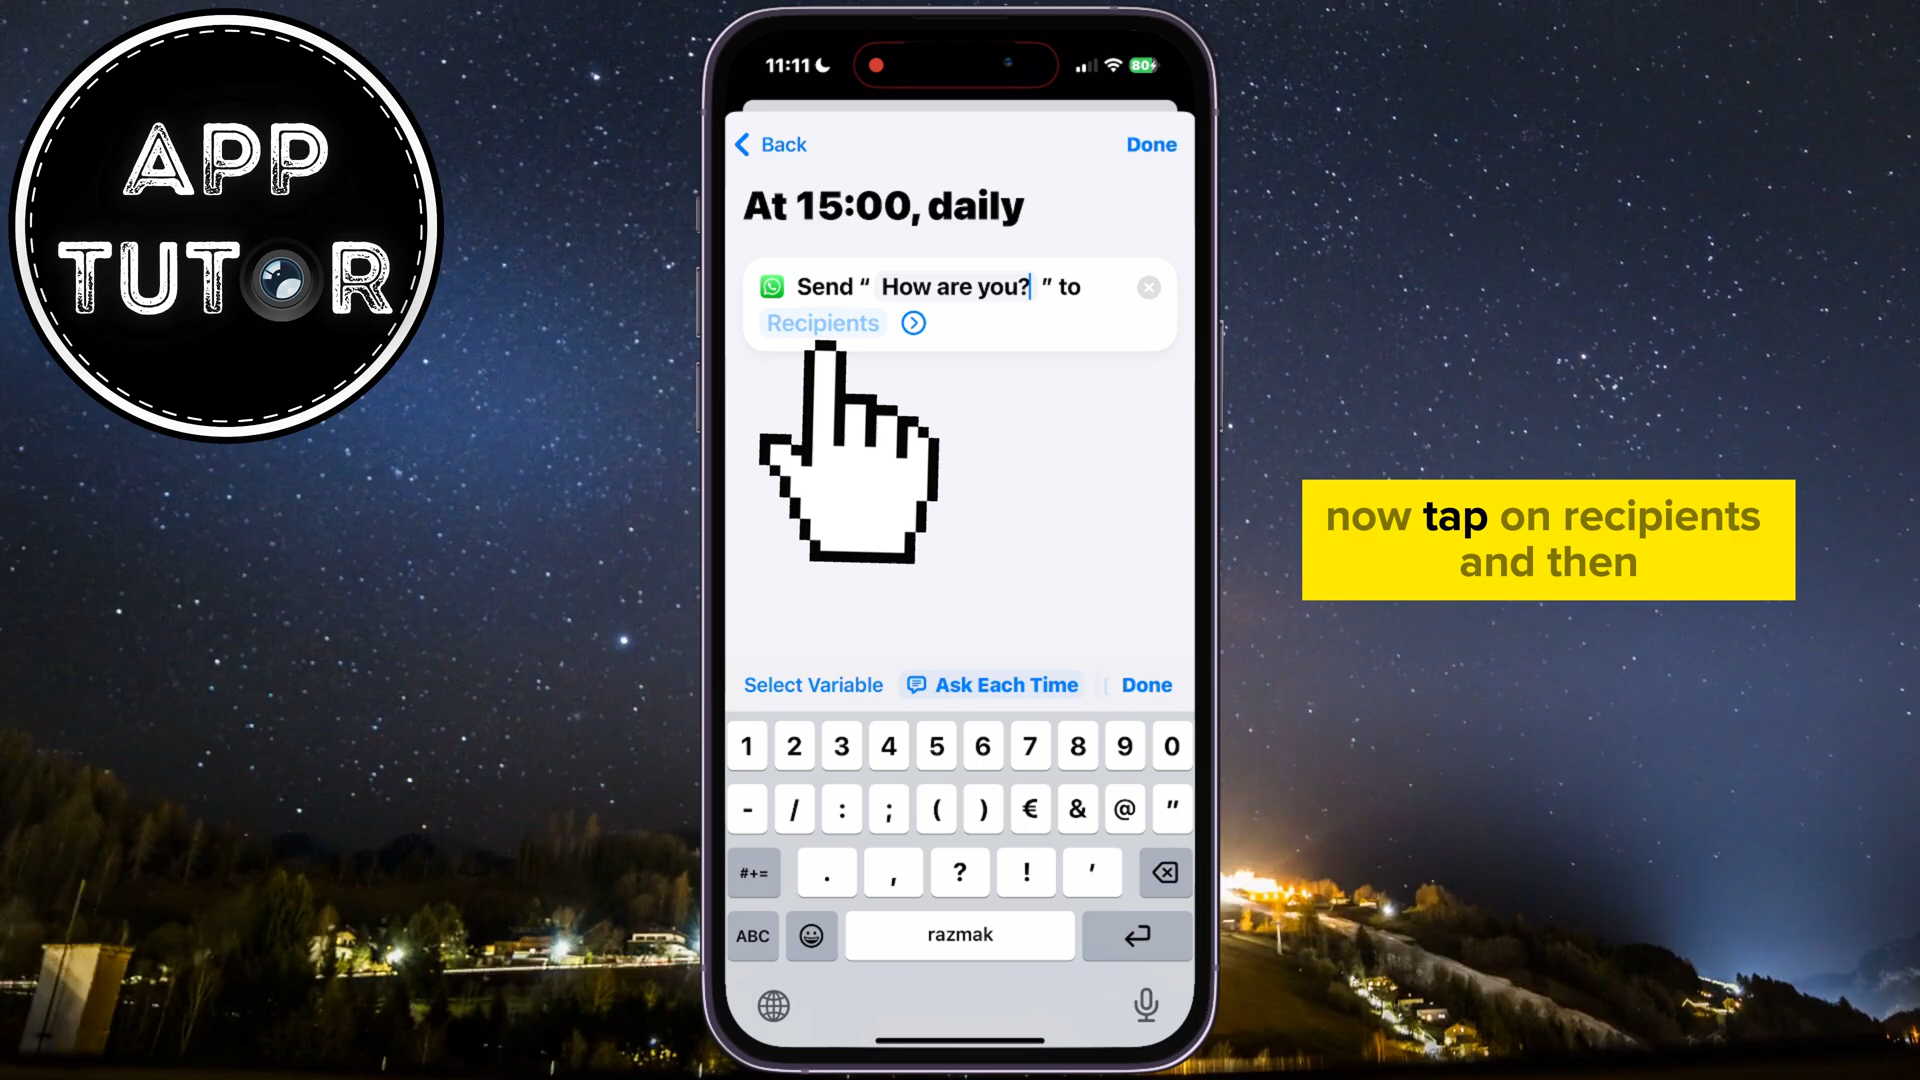 APP
TUTOR
11:11
80
Back
Done
At 15:00, daily
Send “ How are you? ” to
Recipients
now tap on recipients
and then
Select Variable
Ask Each Time
Done
1 2 3 4 5 6 7 8 9 0
- / : ; ( ) € & @ "
#+= . , ? ! '
ABC
razmak